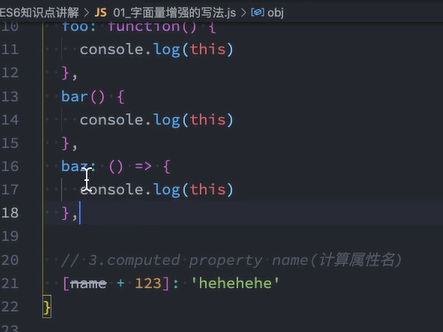 ES6知识点讲解 > JS 01_字面量增强的写法.js > obj
10 foo: function() {
11 console.log(this)
12 },
13 bar() {
14 console.log(this)
15 },
16 baz: () => {
17 console.log(this)
18 },
19
20 // 3.computed property name(计算属性名)
21 [name + 123]: 'hehehehe'
22 }
23